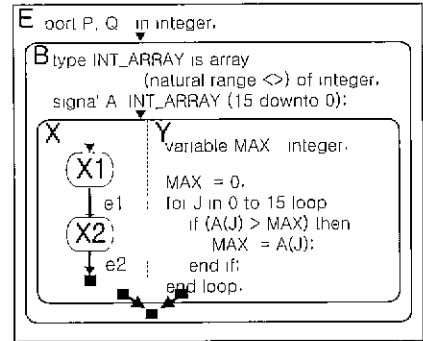 E port P, Q in integer.
B type INT_ARRAY is array
(natural range <>) of integer.
signal A INT_ARRAY (15 downto 0);
X
Y
variable MAX integer.
X1
MAX = 0.
e1
for J in 0 to 15 loop
X2
if (A(J) > MAX) then
MAX = A(J);
e2
end if;
end loop.